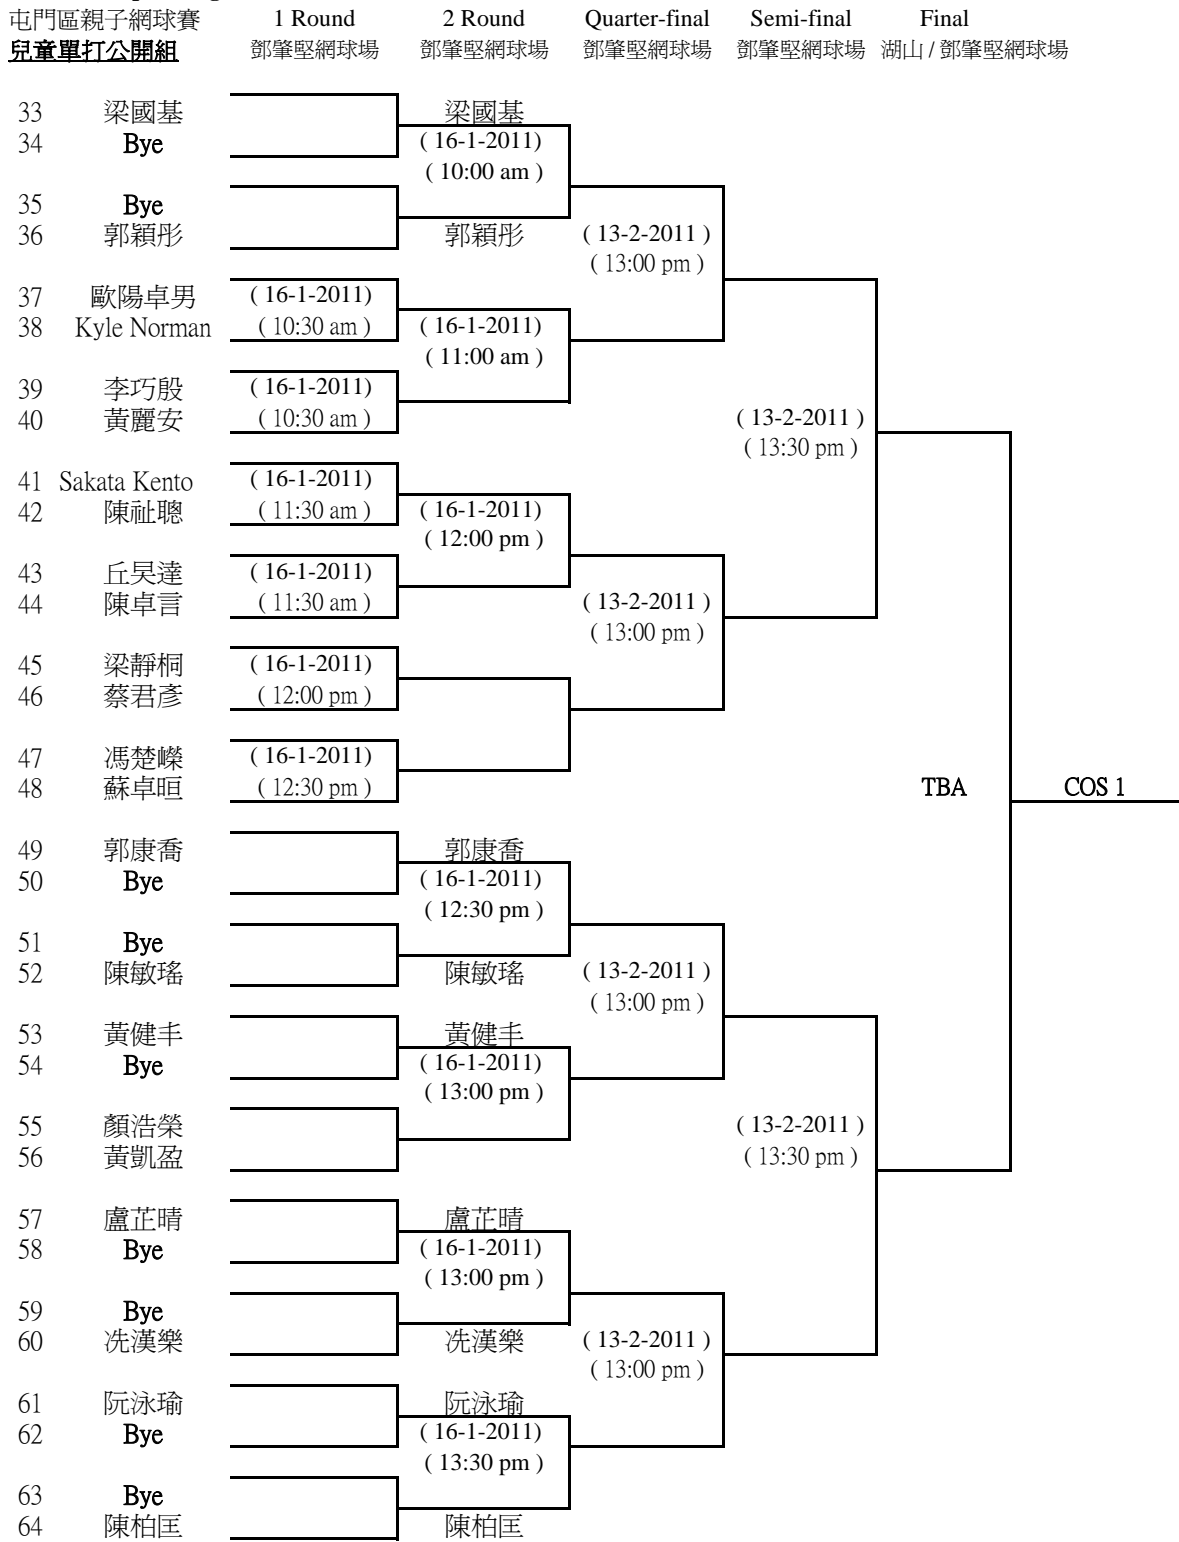 屯門區親子網球賽 1 Round 2 Round Quarter-final Semi-final Final
兒童單打公開組 鄧肇堅網球場 鄧肇堅網球場 鄧肇堅網球場 鄧肇堅網球場 湖山 / 鄧肇堅網球場
33 梁國基 梁國基
34 Bye ( 16-1-2011)
( 10:00 am )
35 Bye
36 郭穎彤 郭穎彤 ( 13-2-2011 )
( 13:00 pm )
37 歐陽卓男 ( 16-1-2011)
38 Kyle Norman ( 10:30 am ) ( 16-1-2011)
( 11:00 am )
39 李巧殷 ( 16-1-2011)
40 黃麗安 ( 10:30 am ) ( 13-2-2011 )
( 13:30 pm )
41 Sakata Kento ( 16-1-2011)
42 陳祉聰 ( 11:30 am ) ( 16-1-2011)
( 12:00 pm )
43 丘昊達 ( 16-1-2011)
44 陳卓言 ( 11:30 am ) ( 13-2-2011 )
( 13:00 pm )
45 梁靜桐 ( 16-1-2011)
46 蔡君彥 ( 12:00 pm )
47 馮楚嶸 ( 16-1-2011)
48 蘇卓晅 ( 12:30 pm ) TBA COS 1
49 郭康喬 郭康喬
50 Bye ( 16-1-2011)
( 12:30 pm )
51 Bye
52 陳敏瑤 陳敏瑤 ( 13-2-2011 )
( 13:00 pm )
53 黃健丰 黃健丰
54 Bye ( 16-1-2011)
( 13:00 pm )
55 顏浩榮 ( 13-2-2011 )
56 黃凱盈 ( 13:30 pm )
57 盧芷晴 盧芷晴
58 Bye ( 16-1-2011)
( 13:00 pm )
59 Bye
60 冼漢樂 冼漢樂 ( 13-2-2011 )
( 13:00 pm )
61 阮泳瑜 阮泳瑜
62 Bye ( 16-1-2011)
( 13:30 pm )
63 Bye
64 陳柏匡 陳柏匡